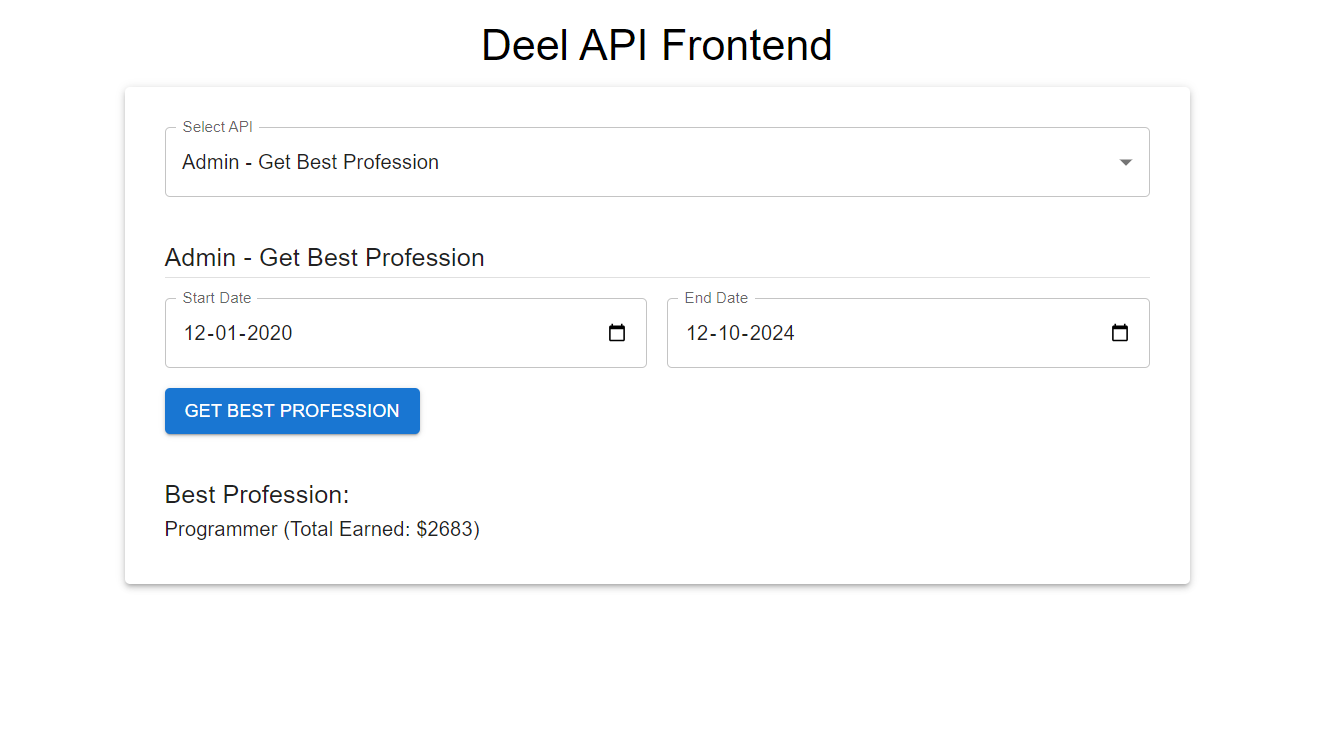 Deel API Frontend
Select API
Admin - Get Best Profession
Admin - Get Best Profession
Start Date
12-01-2020
End Date
12-10-2024
GET BEST PROFESSION
Best Profession:
Programmer (Total Earned: $2683)